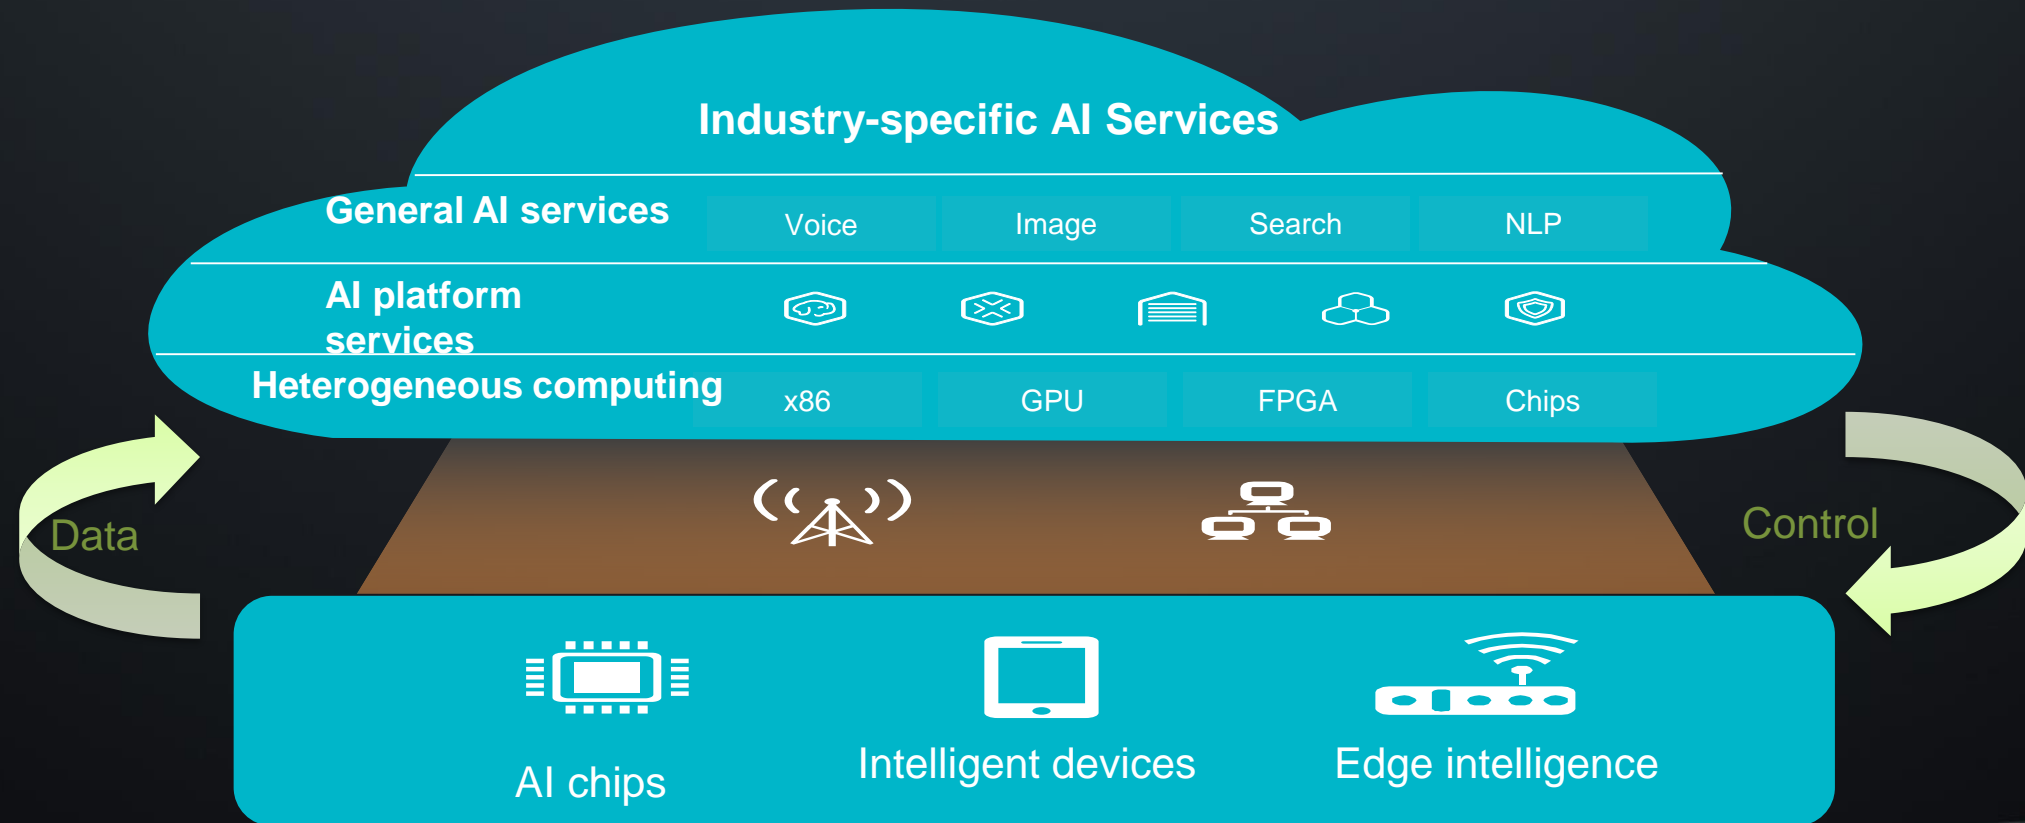 Industry-specific AI Services
General AI services
Voice
Image
Search
NLP
AI platform
services
Heterogeneous computing
x86
GPU
FPGA
Chips
Data
Control
AI chips
Intelligent devices
Edge intelligence